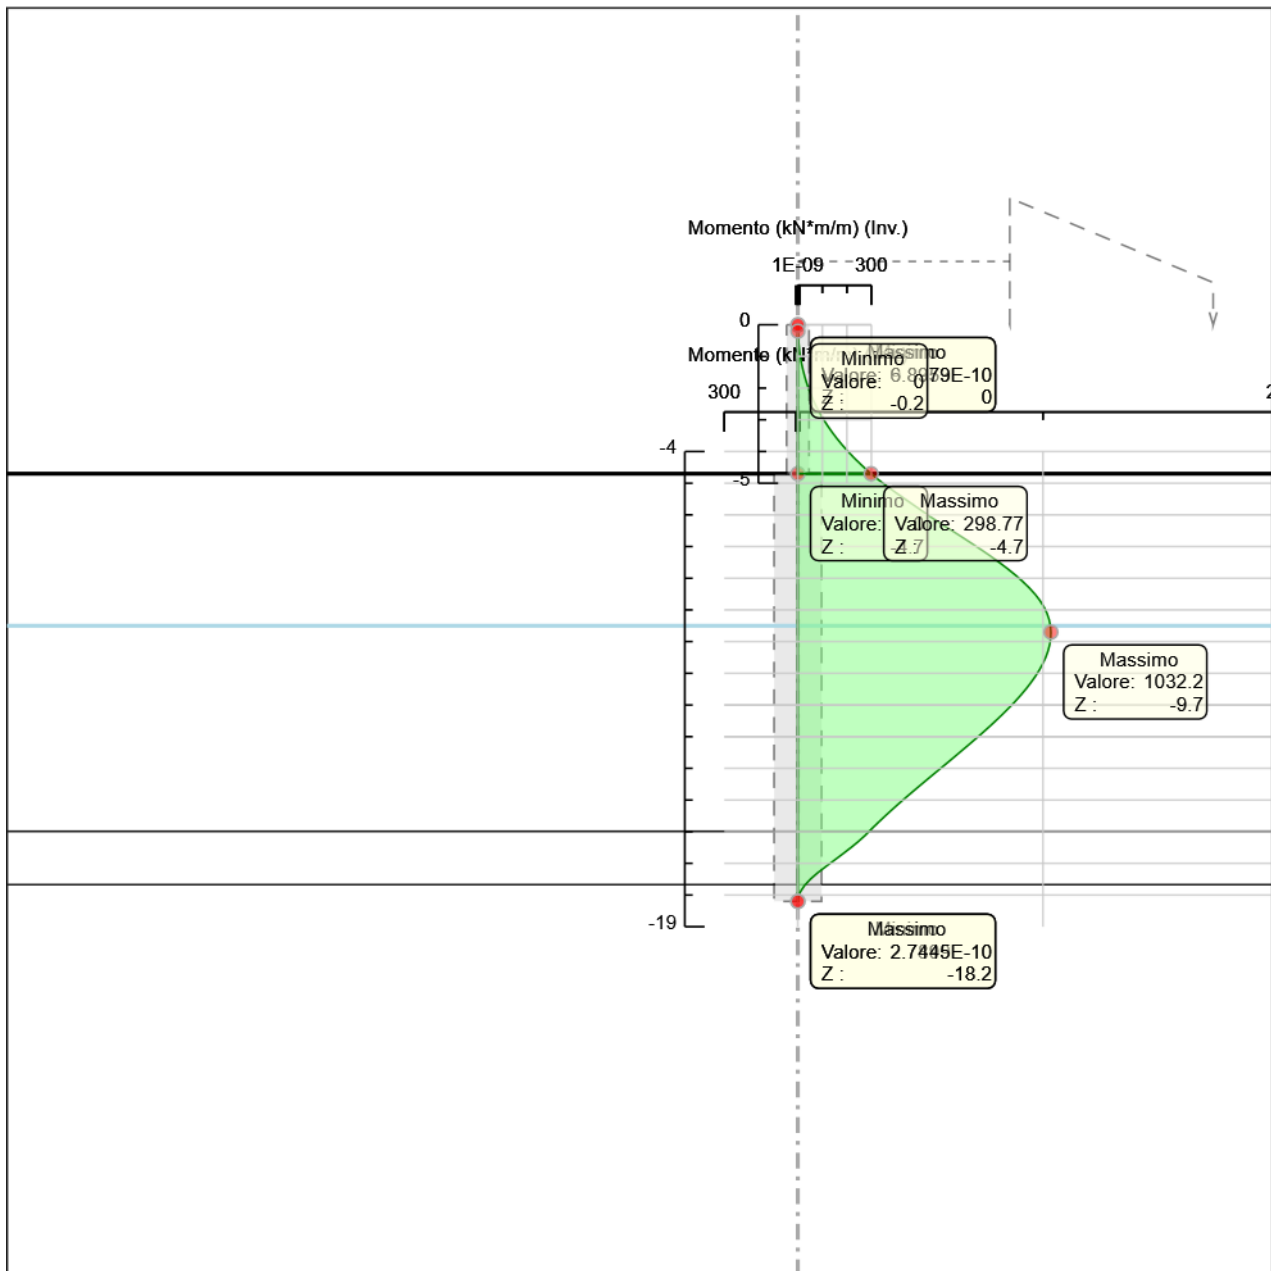 Momento (kN*m/m) (Inv.)
1E-09 300
0
Massimo
Minimo
Valore: 0
Z : -0.2
0
300
-4
-5
Minimo
Valore:
Z : -4.7
Massimo
Valore: 298.77
Z : -4.7
Massimo
Valore: 1032.2
Z : -9.7
-19
Massimo
Valore: 2.7445E-10
Z : -18.2